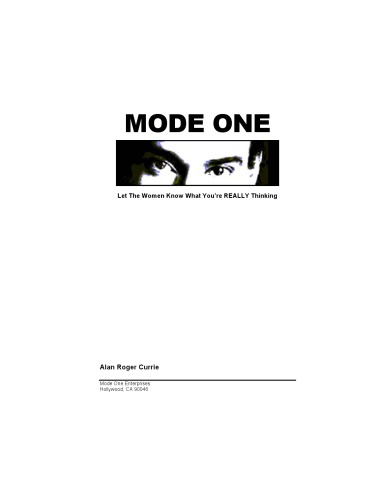 MODE ONE
Let The Women Know What You're REALLY Thinking
Alan Roger Currie
Mode One Enterprises
Hollywood, CA 90046